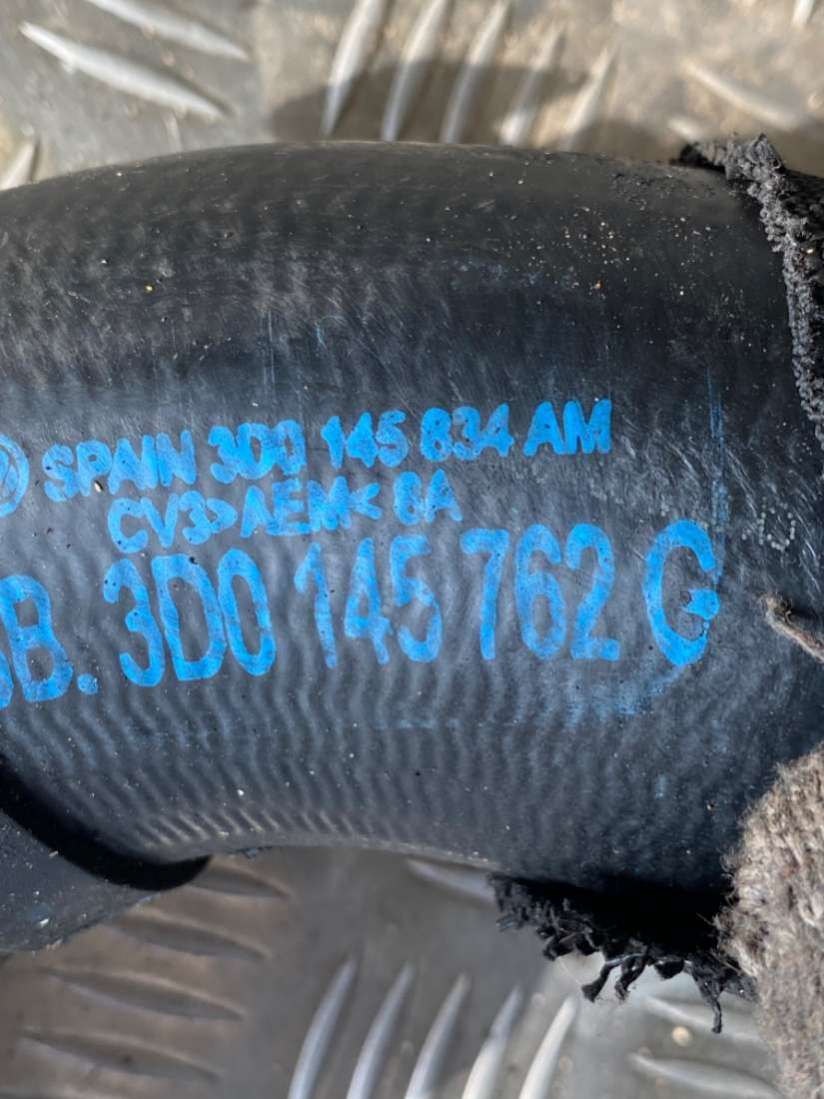 SPAIN 3D0 145 834 AM
CV3>AEM< 8A
B. 3D0 145 762 G